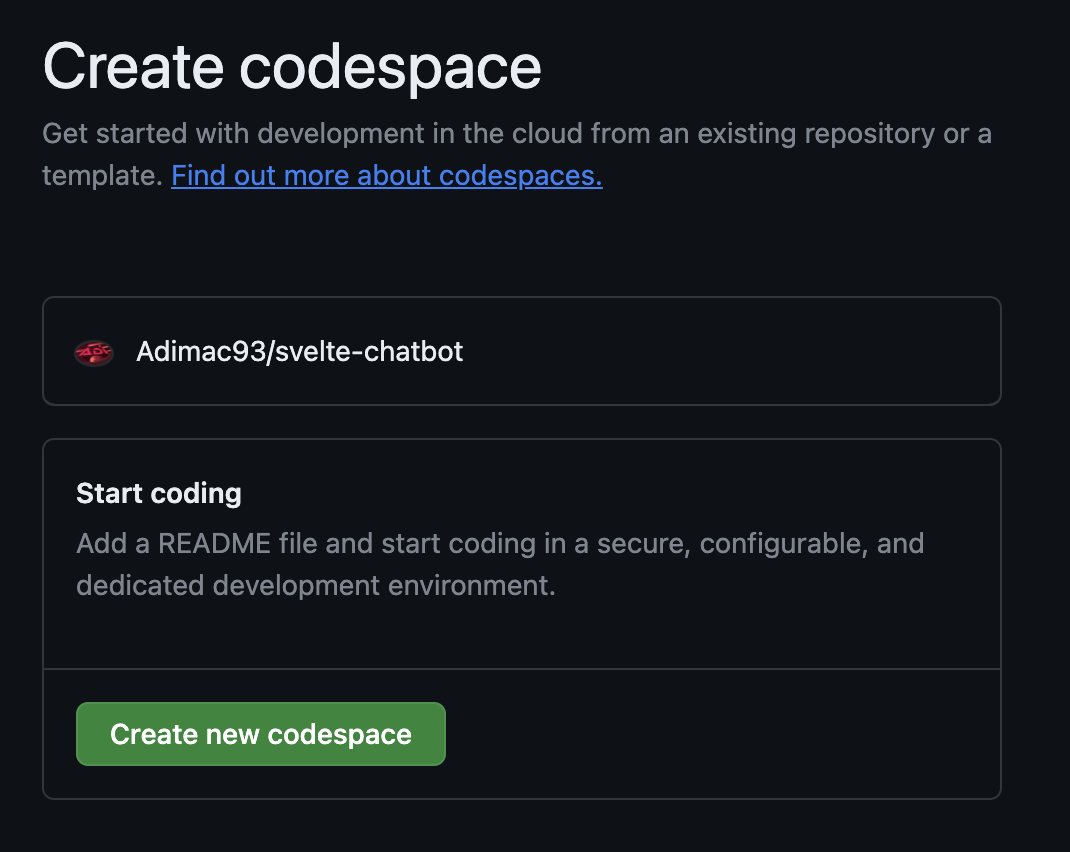 Create codespace
Get started with development in the cloud from an existing repository or a
template. Find out more about codespaces.
Adimac93/svelte-chatbot
Start coding
Add a README file and start coding in a secure, configurable, and
dedicated development environment.
Create new codespace